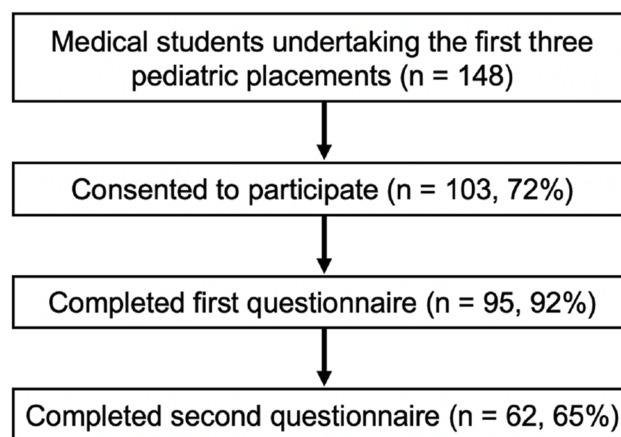 Medical students undertaking the first three
pediatric placements (n = 148)
Consented to participate (n = 103, 72%)
Completed first questionnaire (n = 95, 92%)
Completed second questionnaire (n = 62, 65%)